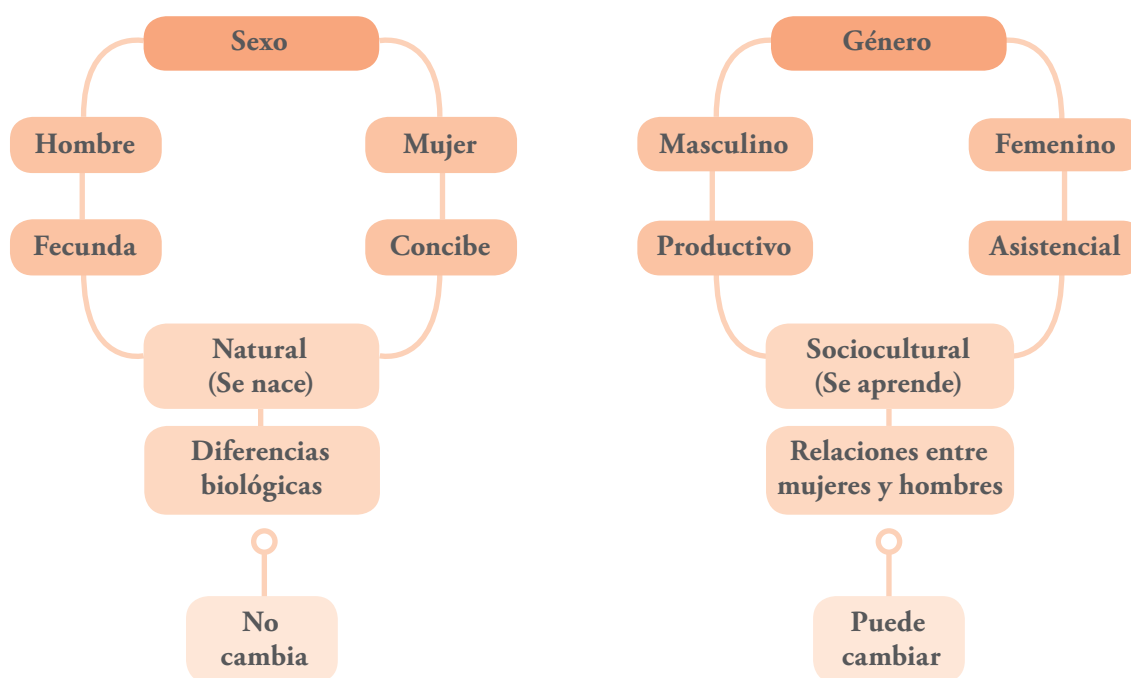 Sexo
Hombre
Mujer
Fecunda
Concibe
Natural
(Se nace)
Diferencias
biológicas
No
cambia
Género
Masculino
Femenino
Productivo
Asistencial
Sociocultural
(Se aprende)
Relaciones entre
mujeres y hombres
Puede
cambiar